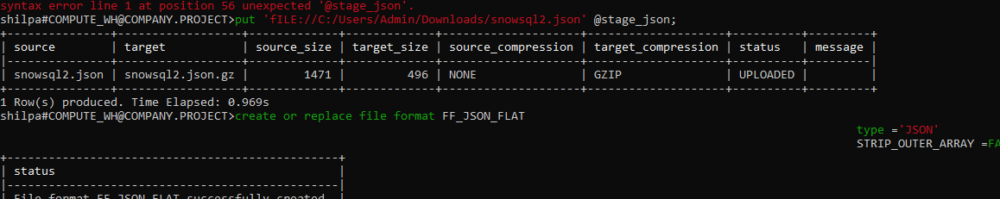 syntax error line 1 at position 56 unexpected '@stage_json'.
shilpa#COMPUTE_WH@COMPANY.PROJECT>put 'fILE://C:/Users/Admin/Downloads/snowsql2.json' @stage_json;
+---------------+------------------+-------------+-------------+--------------------+--------------------+----------+---------+
| source | target | source_size | target_size | source_compression | target_compression | status | message |
|---------------+------------------+-------------+-------------+--------------------+--------------------+----------+---------|
| snowsql2.json | snowsql2.json.gz | 1471 | 496 | NONE | GZIP | UPLOADED | |
+---------------+------------------+-------------+-------------+--------------------+--------------------+----------+---------+
1 Row(s) produced. Time Elapsed: 0.969s
shilpa#COMPUTE_WH@COMPANY.PROJECT>create or replace file format FF_JSON_FLAT
type ='JSON'
STRIP_OUTER_ARRAY =FA
+------------------------------------------------+
| status |
|------------------------------------------------|
| File format FF_JSON_FLAT successfully created. |